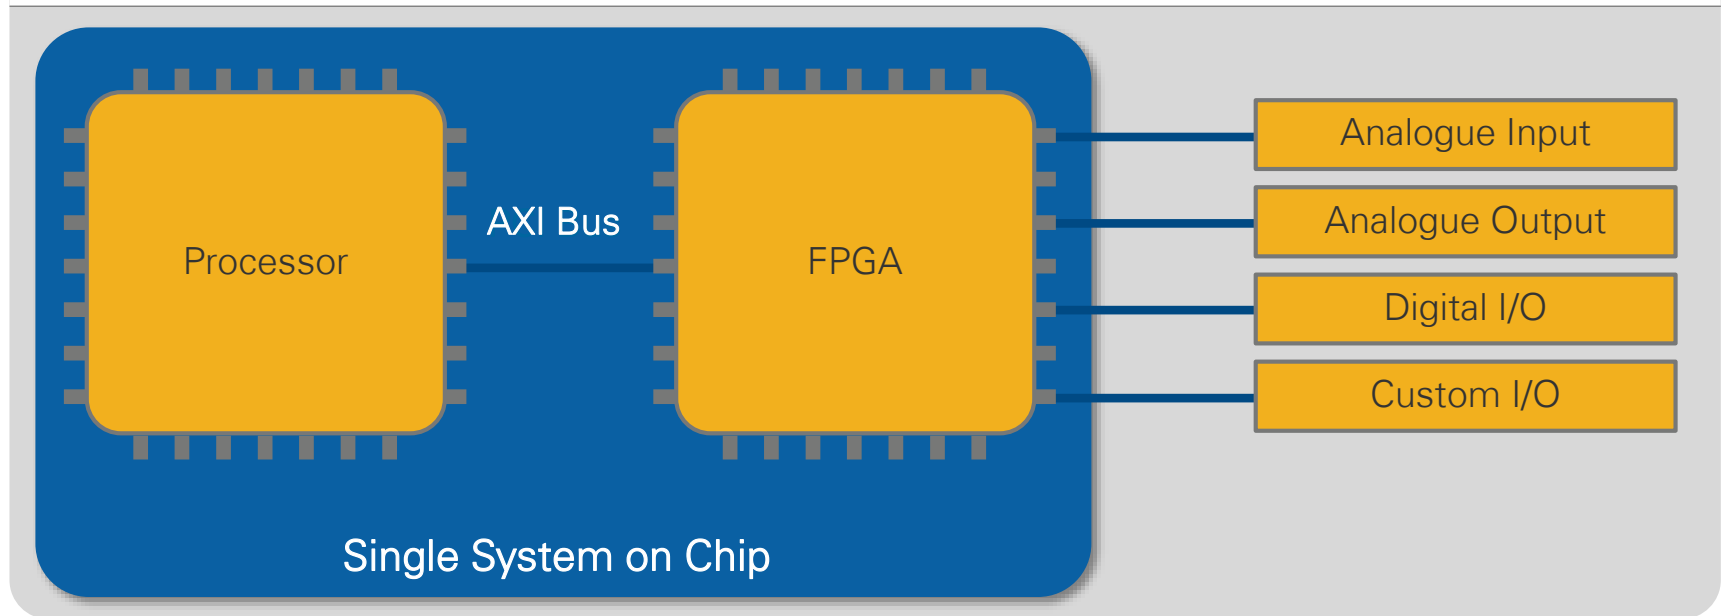 Processor
AXI Bus
FPGA
Analogue Input
Analogue Output
Digital I/O
Custom I/O
Single System on Chip